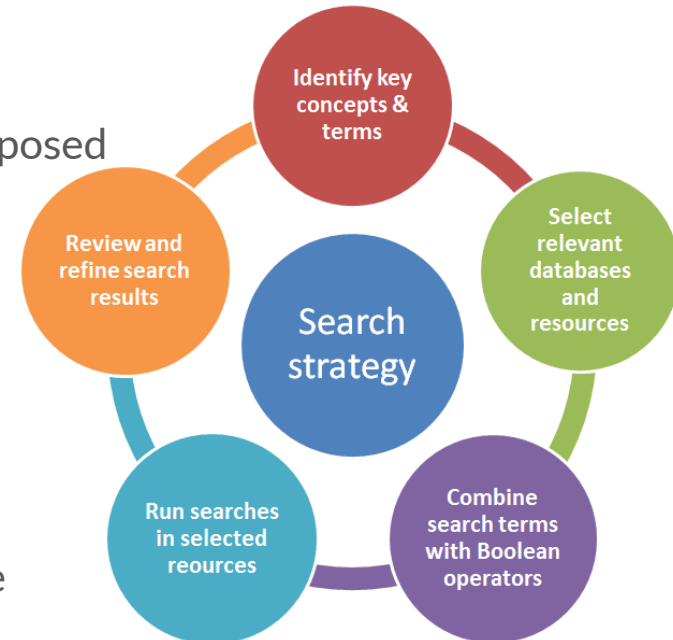 posed
Identify key
concepts &
terms
Select
relevant
databases
and
resources
Combine
search terms
with Boolean
operators
Run searches
in selected
reources
Review and
refine search
results
Search
strategy
e